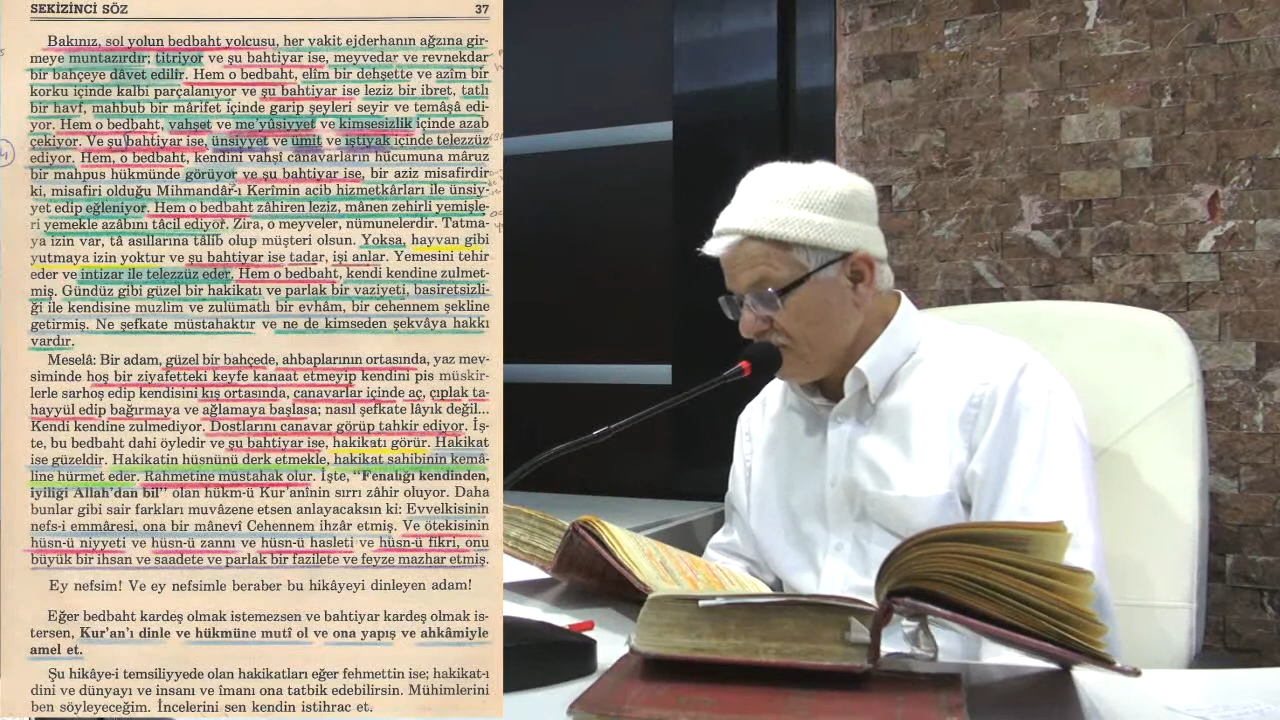 SEKİZİNCİ SÖZ 37
Bakınız, sol yolun bedbaht yolcusu, her vakit ejderhanın ağzına gir-
meye muntazırdır; titriyor ve şu bahtiyar ise, meyvedar ve revnekdar
bir bahçeye dâvet edilir. Hem o bedbaht, elîm bir dehşette ve azîm bir
korku içinde kalbi parçalanıyor ve şu bahtiyar ise leziz bir ibret, tatlı
bir havf, mahbub bir mârifet içinde garip şeyleri seyir ve temâşâ edi-
yor. Hem o bedbaht, vahşet ve me'yûsiyyet ve kimsesizlik içinde azab
çekiyor. Ve şu bahtiyar ise, ünsiyyet ve ümit ve iştiyak içinde telezzüz
ediyor. Hem, o bedbaht, kendini vahşî canavarların hücumuna mâruz
bir mahpus hükmünde görüyor ve şu bahtiyar ise, bir aziz misafirdir
ki, misafiri olduğu Mihmandâr-ı Kerîmin acib hizmetkârları ile ünsiy-
yet edip eğleniyor. Hem o bedbaht zâhiren leziz, mânen zehirli yemişle-
ri yemekle azâbını tâcil ediyor. Zira, o meyveler, nümunelerdir. Tatma-
ya izin var, tâ asıllarına tâlib olup müşteri olsun. Yoksa, hayvan gibi
yutmaya izin yoktur ve şu bahtiyar ise tadar, işi anlar. Yemesini tehir
eder ve intizar ile telezzüz eder. Hem o bedbaht, kendi kendine zulmet-
miş. Gündüz gibi güzel bir hakikatı ve parlak bir vaziyeti, basiretsizli-
ği ile kendisine muzlim ve zulümatlı bir evhâm, bir cehennem şekline
getirmiş. Ne şefkate müstahaktır ve ne de kimseden şekvâya hakkı
vardır.
Meselâ: Bir adam, güzel bir bahçede, ahbaplarının ortasında, yaz mev-
siminde hoş bir ziyafetteki keyfe kanaat etmeyip kendini pis müskir-
lerle sarhoş edip kendisini kış ortasında, canavarlar içinde aç, çıplak ta-
hayyül edip bağırmaya ve ağlamaya başlasa; nasıl şefkate lâyık değil...
Kendi kendine zulmediyor. Dostlarını canavar görüp tahkir ediyor. İş-
te, bu bedbaht dahi öyledir ve şu bahtiyar ise, hakikatı görür. Hakikat
ise güzeldir. Hakikatin hüsnünü derk etmekle, hakikat sahibinin kemâ-
line hürmet eder. Rahmetine müstahak olur. İşte, "Fenalığı kendinden,
iyiliği Allah'dan bil" olan hükm-ü Kur'anînin sırrı zâhir oluyor. Daha
bunlar gibi sair farkları muvâzene etsen anlayacaksın ki: Evvelkisinin
nefs-i emmâresi, ona bir mânevî Cehennem ihzâr etmiş. Ve ötekisinin
hüsn-ü niyyeti ve hüsn-ü zannı ve hüsn-ü hasleti ve hüsn-ü fikri, onu
büyük bir ihsan ve saadete ve parlak bir fazilete ve feyze mazhar etmiş.
Ey nefsim! Ve ey nefsimle beraber bu hikâyeyi dinleyen adam!
Eğer bedbaht kardeş olmak istemezsen ve bahtiyar kardeş olmak is-
tersen, Kur'an'ı dinle ve hükmüne mutî ol ve ona yapış ve ahkâmiyle
amel et.
Şu hikâye-i temsiliyyede olan hakikatları eğer fehmettin ise; hakikat-ı
dini ve dünyayı ve insanı ve îmanı ona tatbik edebilirsin. Mühimlerini
ben söyleyeceğim. İncelerini sen kendin istihrac et.